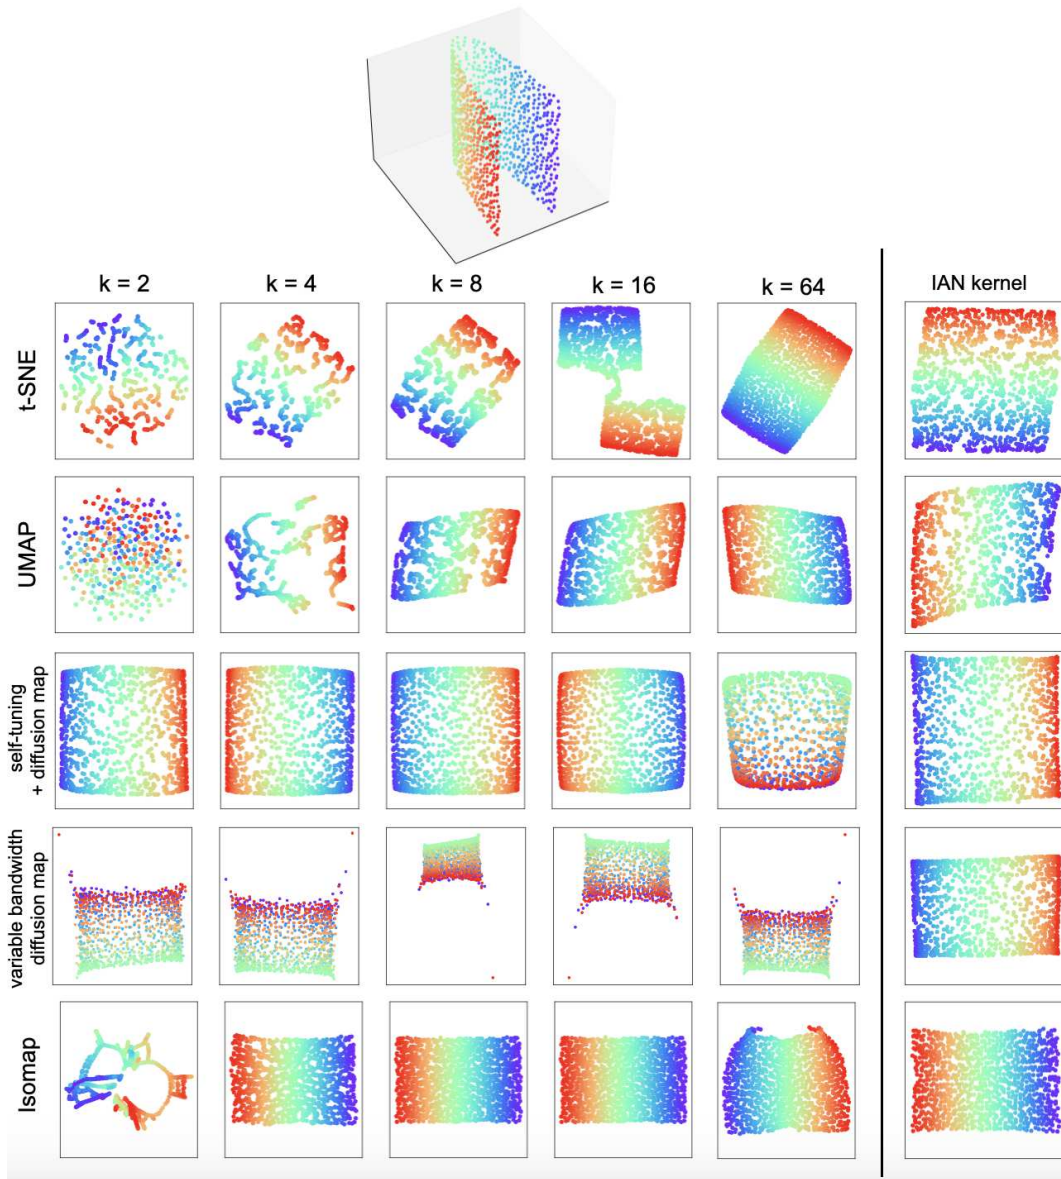 k = 2
k = 4
k = 8
k = 16
k = 64
IAN kernel
t-SNE
UMAP
self-tuning
+ diffusion map
variable bandwidth
diffusion map
Isomap